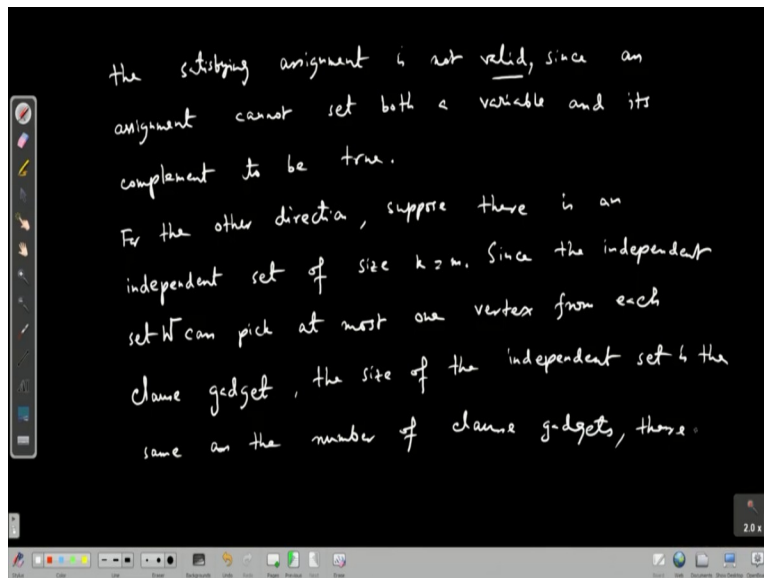 the satisfying assignment is not valid, since an
assignment cannot set both a variable and its
complement to be true.
For the other direction, suppose there is an
independent set of size k = m. Since the independent
set W can pick at most one vertex from each
clause gadget, the size of the independent set is the
same as the number of clause gadgets, there
2.0 x